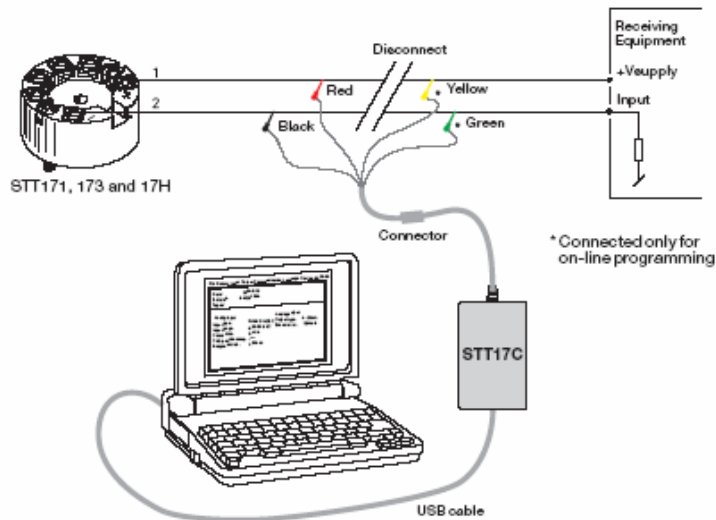 Receiving
Equipment
Disconnect
1
+Veupply
Red
• Yellow
2
Input
Black
• Green
STT171, 173 and 17H
Connector
* Connected only for
on-line programming
STT17C
USB cable